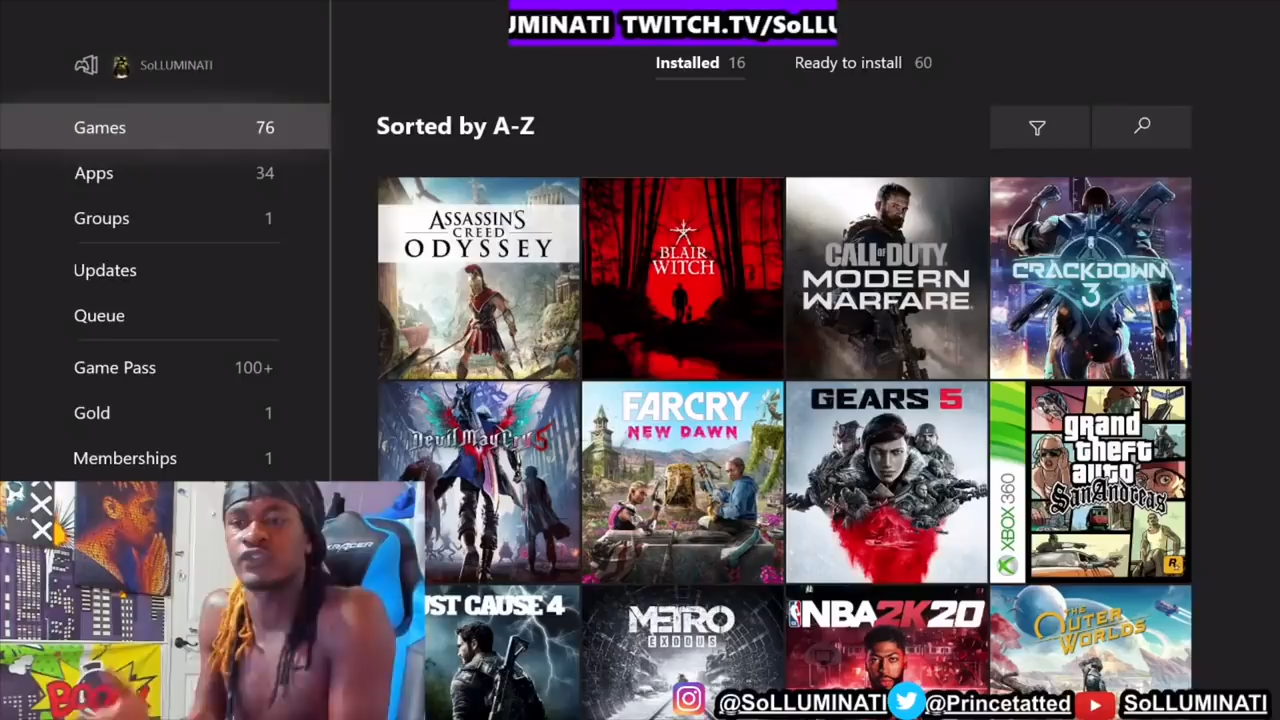 UMINATI TWITCH.TV/SoLLU
SoLLUMINATI
Installed 16 Ready to install 60
Games 76
Sorted by A-Z
Apps 34
Groups 1
Updates
Queue
Game Pass 100+
Gold 1
Memberships 1
ASSASSIN'S
CREED
ODYSSEY
BLAIR
WITCH
CALL OF DUTY
MODERN
WARFARE
CRACKDOWN
3
Devil May Cry 5
FARCRY
NEW DAWN
GEARS 5
XBOX 360
grand
theft
auto
San Andreas
R
UST CAUSE 4
METRO
EXODUS
NBA 2K20
THE
OUTER
WORLDS
XXX
RACER
BOO
@SoLLUMINATI @Princetatted SoLLUMINATI